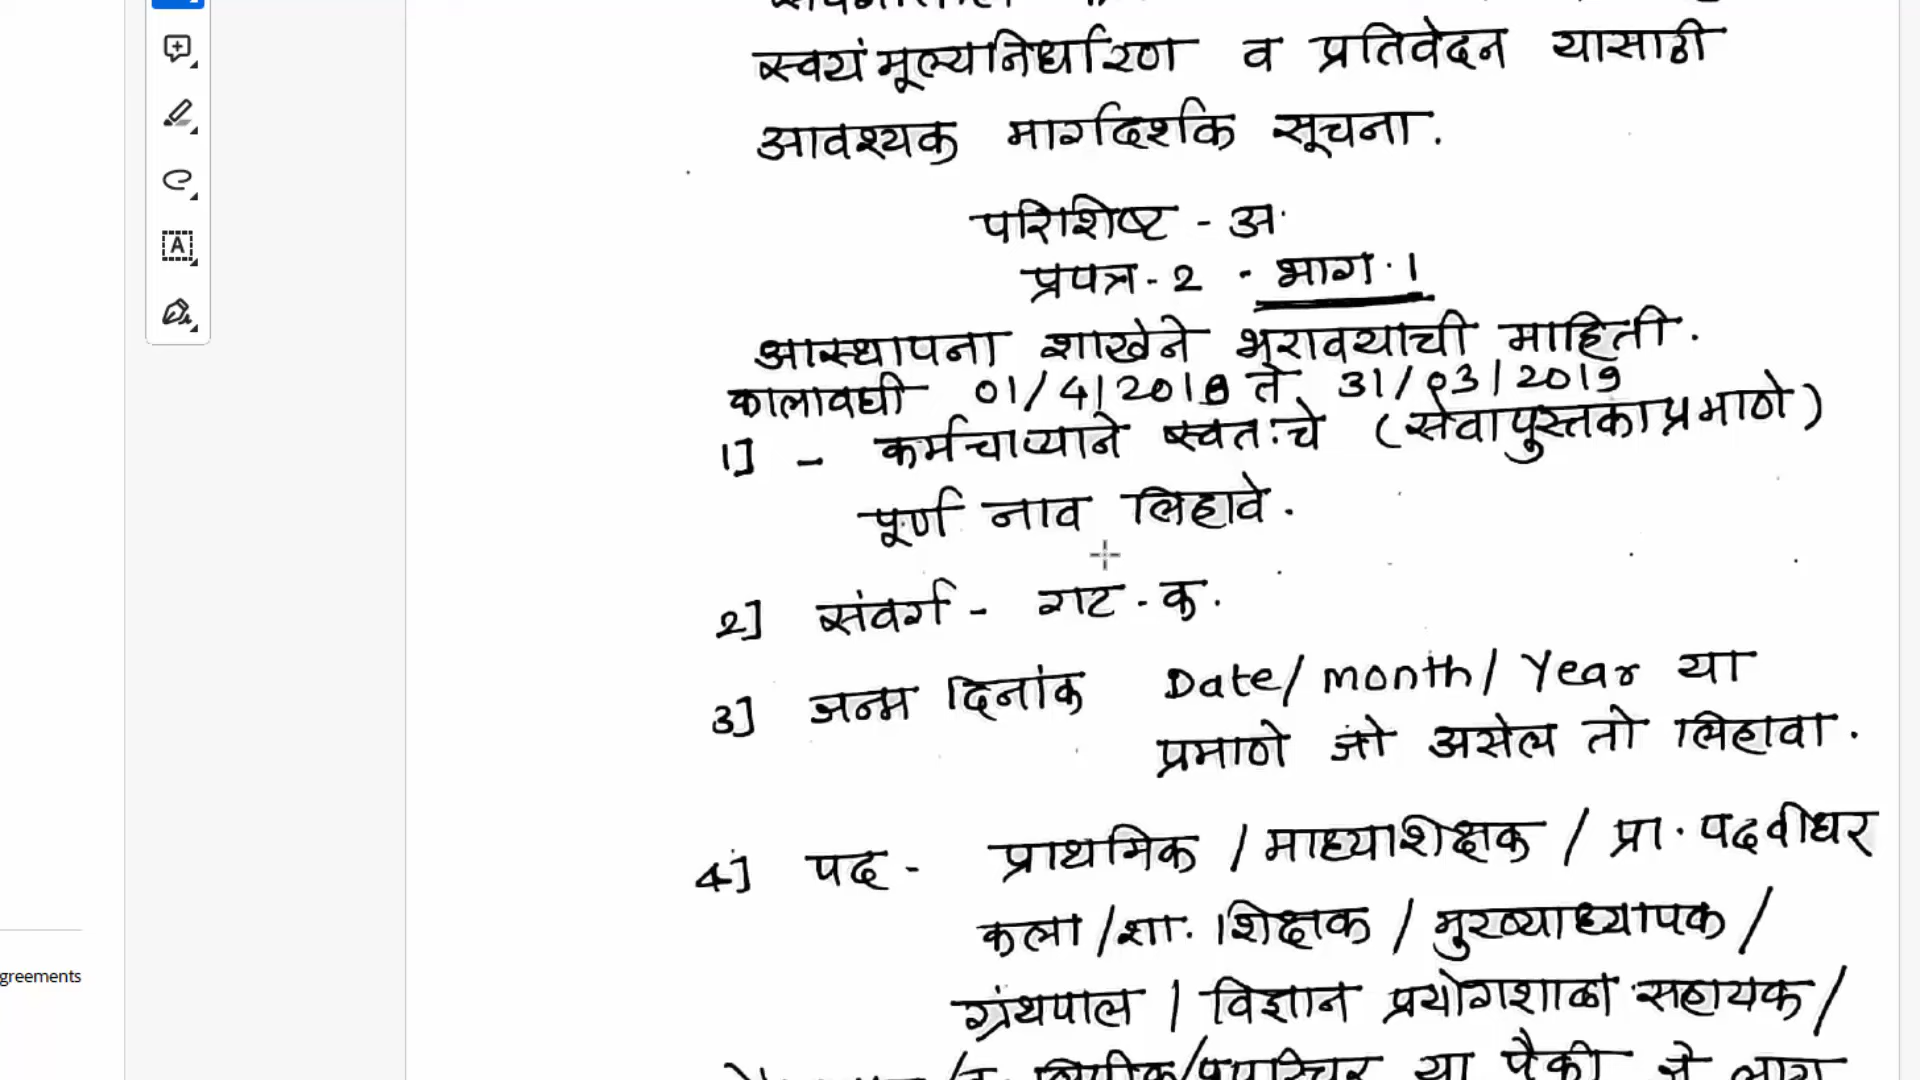 स्वयं मूल्यनिर्धारण व प्रतिवेदन यासाठी
आवश्यक मार्गदर्शक सूचना.
परिशिष्ट - अ
प्रपत्र - 2 - भाग - 1
आस्थापना शाखेने भरावयाची माहिती.
कालावधी 01/4/2018 ते 31/03/2019
1] - कर्मचाऱ्याने स्वतःचे (सेवापुस्तकाप्रमाणे)
पूर्ण नाव लिहावे.
2] संवर्ग - गट - क.
3] जन्म दिनांक Date/month/Year या
प्रमाणे जो असेल तो लिहावा.
4] पद - प्राथमिक / माध्याशिक्षक / प्रा. पदवीधर
कला/शा. शिक्षक / मुख्याध्यापक /
ग्रंथपाल / विज्ञान प्रयोगशाळा सहायक /
greements
या पैकी जे लागू